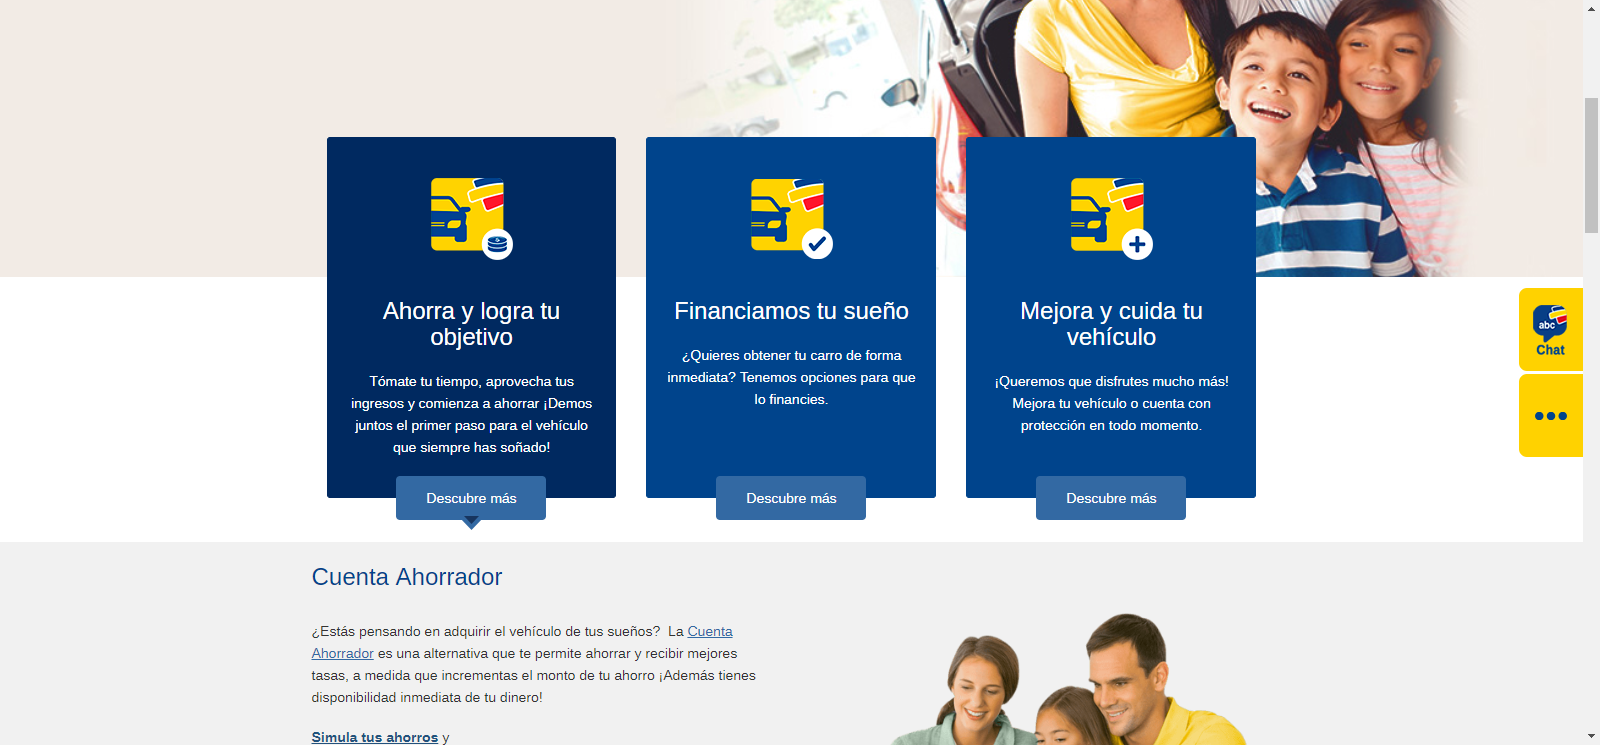 Ahorra y logra tu
objetivo
Tómate tu tiempo, aprovecha tus
ingresos y comienza a ahorrar ¡Demos
juntos el primer paso para el vehículo
que siempre has soñado!
Descubre más
Financiamos tu sueño
¿Quieres obtener tu carro de forma
inmediata? Tenemos opciones para que
lo financies.
Descubre más
Mejora y cuida tu
vehículo
¡Queremos que disfrutes mucho más!
Mejora tu vehículo o cuenta con
protección en todo momento.
Descubre más
abc
Chat
Cuenta Ahorrador
¿Estás pensando en adquirir el vehículo de tus sueños?  La Cuenta
Ahorrador es una alternativa que te permite ahorrar y recibir mejores
tasas, a medida que incrementas el monto de tu ahorro ¡Además tienes
disponibilidad inmediata de tu dinero!
Simula tus ahorros y